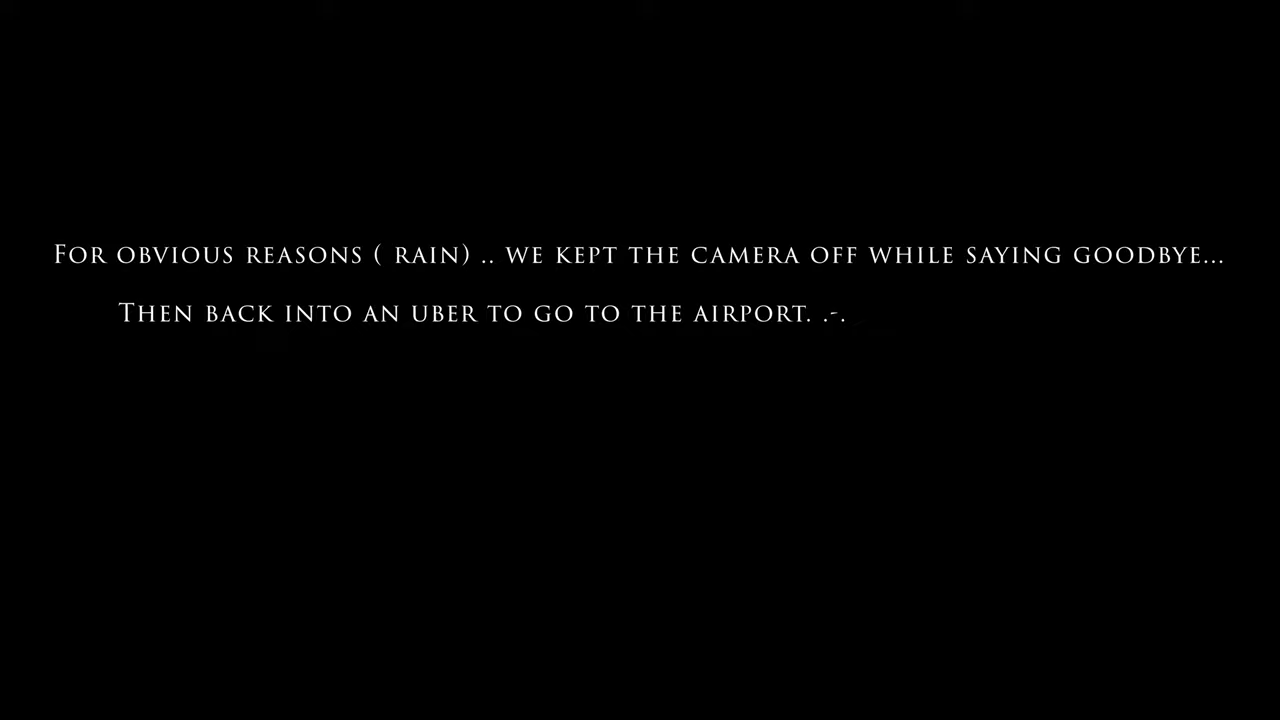 For obvious reasons ( rain) .. we kept the camera off while saying goodbye...
Then back into an uber to go to the airport. .-.